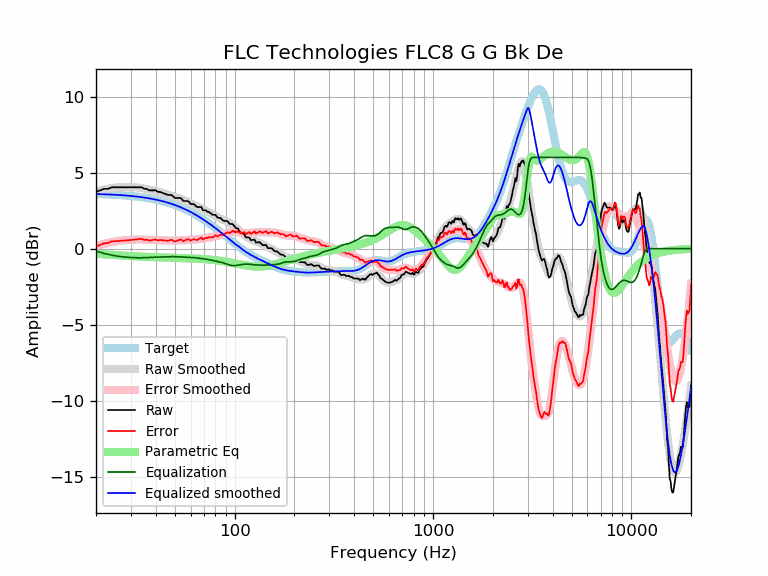 FLC Technologies FLC8 G G Bk De
Amplitude (dBr)
10
5
0
−5
−10
−15
Target
Raw Smoothed
Error Smoothed
Raw
Error
Parametric Eq
Equalization
Equalized smoothed
100
1000
10000
Frequency (Hz)